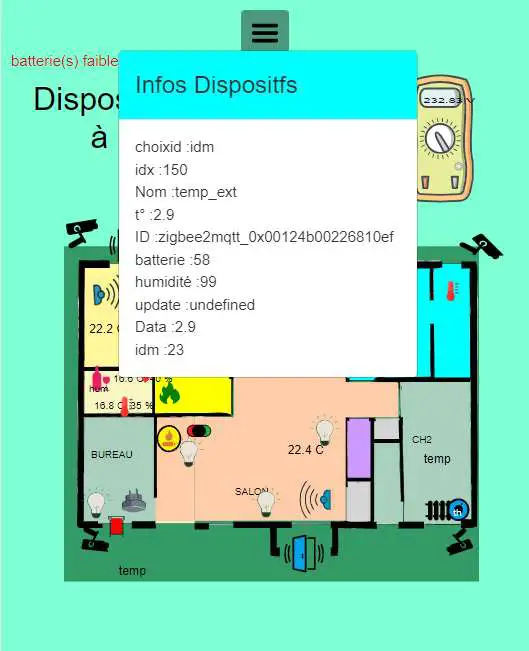 batterie(s) faible
Infos Dispositfs
Dispos
à
232.83 V
choixid :idm
idx :150
Nom :temp_ext
t° :2.9
ID :zigbee2mqtt_0x00124b00226810ef
batterie :58
humidité :99
update :undefined
Data :2.9
idm :23
22.2 C
16.6 C 40 %
hum
16.8 C 35 %
CH2
22.4 C
BUREAU
temp
SALON
th
temp